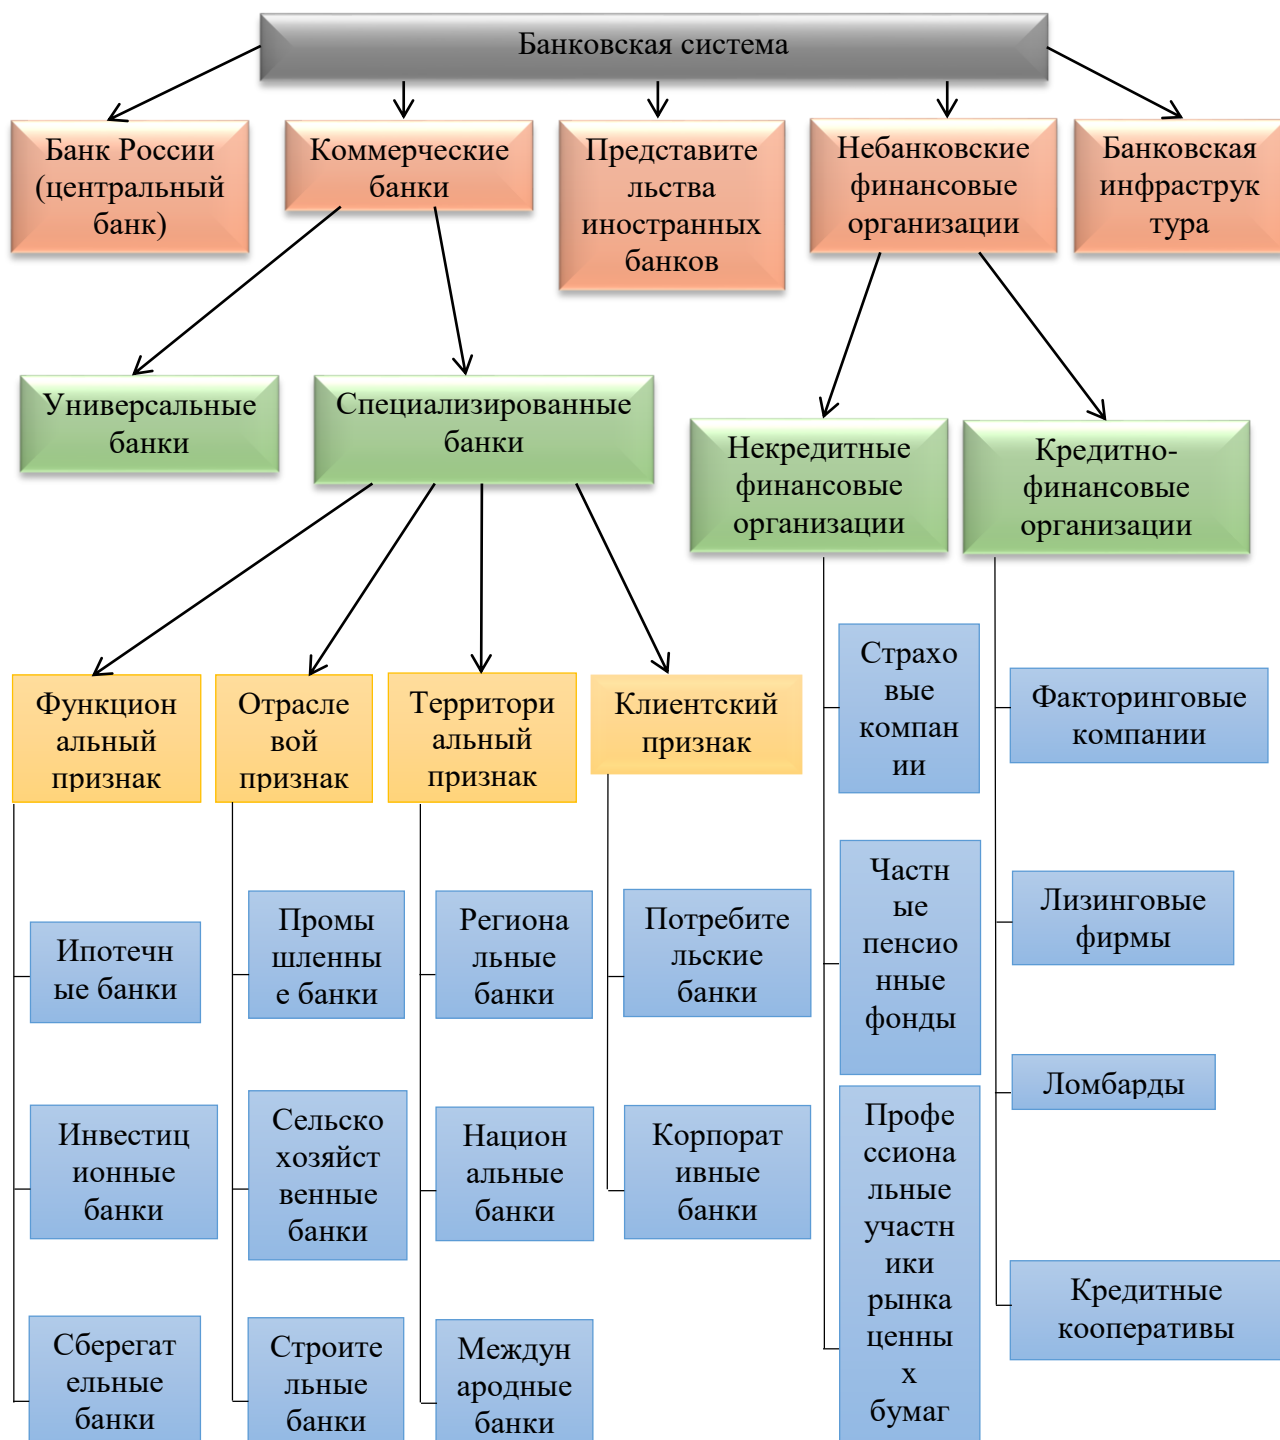 Банковская система
Банк России
(центральный
банк)
Коммерческие
банки
Представите
льства
иностранных
банков
Небанковские
финансовые
организации
Банковская
инфраструк
тура
Универсальные
банки
Специализированные
банки
Некредитные
финансовые
организации
Кредитно-
финансовые
организации
Функцион
альный
признак
Отрасле
вой
признак
Территори
альный
признак
Клиентский
признак
Страхо
вые
компан
ии
Факторинговые
компании
Ипотечн
ые банки
Промы
шленны
е банки
Региона
льные
банки
Потребите
льские
банки
Частн
ые
пенсио
нные
фонды
Лизинговые
фирмы
Ломбарды
Инвестиц
ионные
банки
Сельско
хозяйст
венные
банки
Национ
альные
банки
Корпорат
ивные
банки
Профе
ссиона
льные
участн
ики
рынка
ценны
х
бумаг
Кредитные
кооперативы
Сберегат
ельные
банки
Строите
льные
банки
Междун
ародные
банки